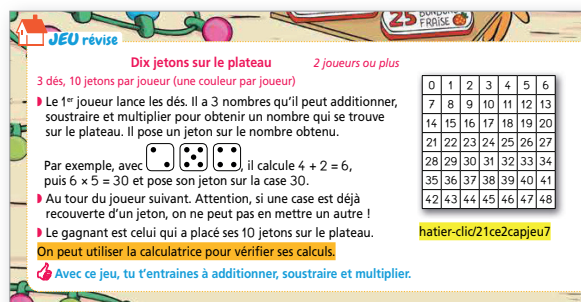 25 BONBONS
FRAISE
JEU révise
Dix jetons sur le plateau 2 joueurs ou plus
3 dés, 10 jetons par joueur (une couleur par joueur)
Le 1er joueur lance les dés. Il a 3 nombres qu'il peut additionner,
soustraire et multiplier pour obtenir un nombre qui se trouve
sur le plateau. Il pose un jeton sur le nombre obtenu.
Par exemple, avec , il calcule 4 + 2 = 6,
puis 6 × 5 = 30 et pose son jeton sur la case 30.
Au tour du joueur suivant. Attention, si une case est déjà
recouverte d'un jeton, on ne peut pas en mettre un autre !
Le gagnant est celui qui a placé ses 10 jetons sur le plateau.
On peut utiliser la calculatrice pour vérifier ses calculs.
Avec ce jeu, tu t'entraines à additionner, soustraire et multiplier.
0 1 2 3 4 5 6
7 8 9 10 11 12 13
14 15 16 17 18 19 20
21 22 23 24 25 26 27
28 29 30 31 32 33 34
35 36 37 38 39 40 41
42 43 44 45 46 47 48
hatier-clic/21ce2capjeu7